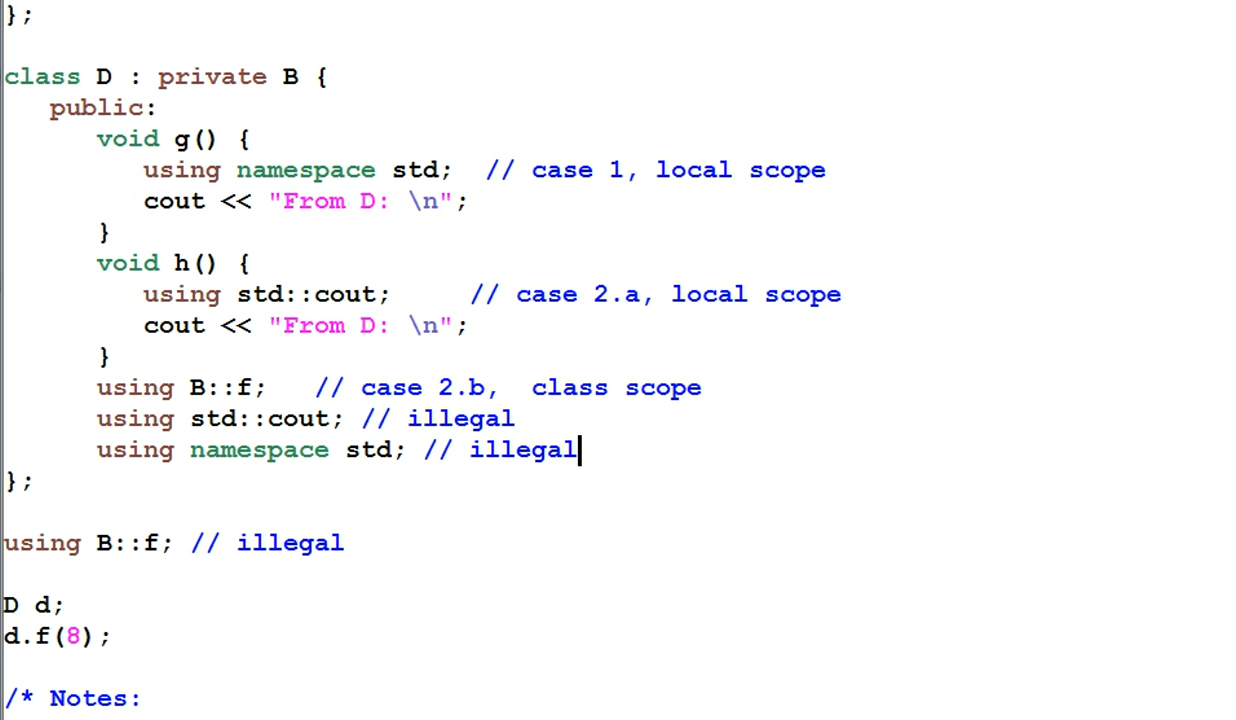 };
class D : private B {
public:
void g() {
using namespace std;  // case 1, local scope
cout << "From D: \n";
}
void h() {
using std::cout;     // case 2.a, local scope
cout << "From D: \n";
}
using B::f;   // case 2.b,  class scope
using std::cout; // illegal
using namespace std; // illegal
};
using B::f; // illegal
D d;
d.f(8);
/* Notes: